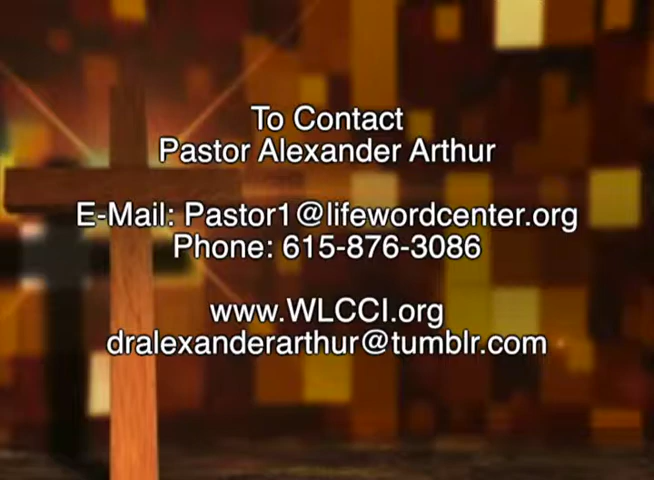 To Contact
Pastor Alexander Arthur
E-Mail: Pastor1@lifewordcenter.org
Phone: 615-876-3086
www.WLCCI.org
dralexanderarthur@tumblr.com